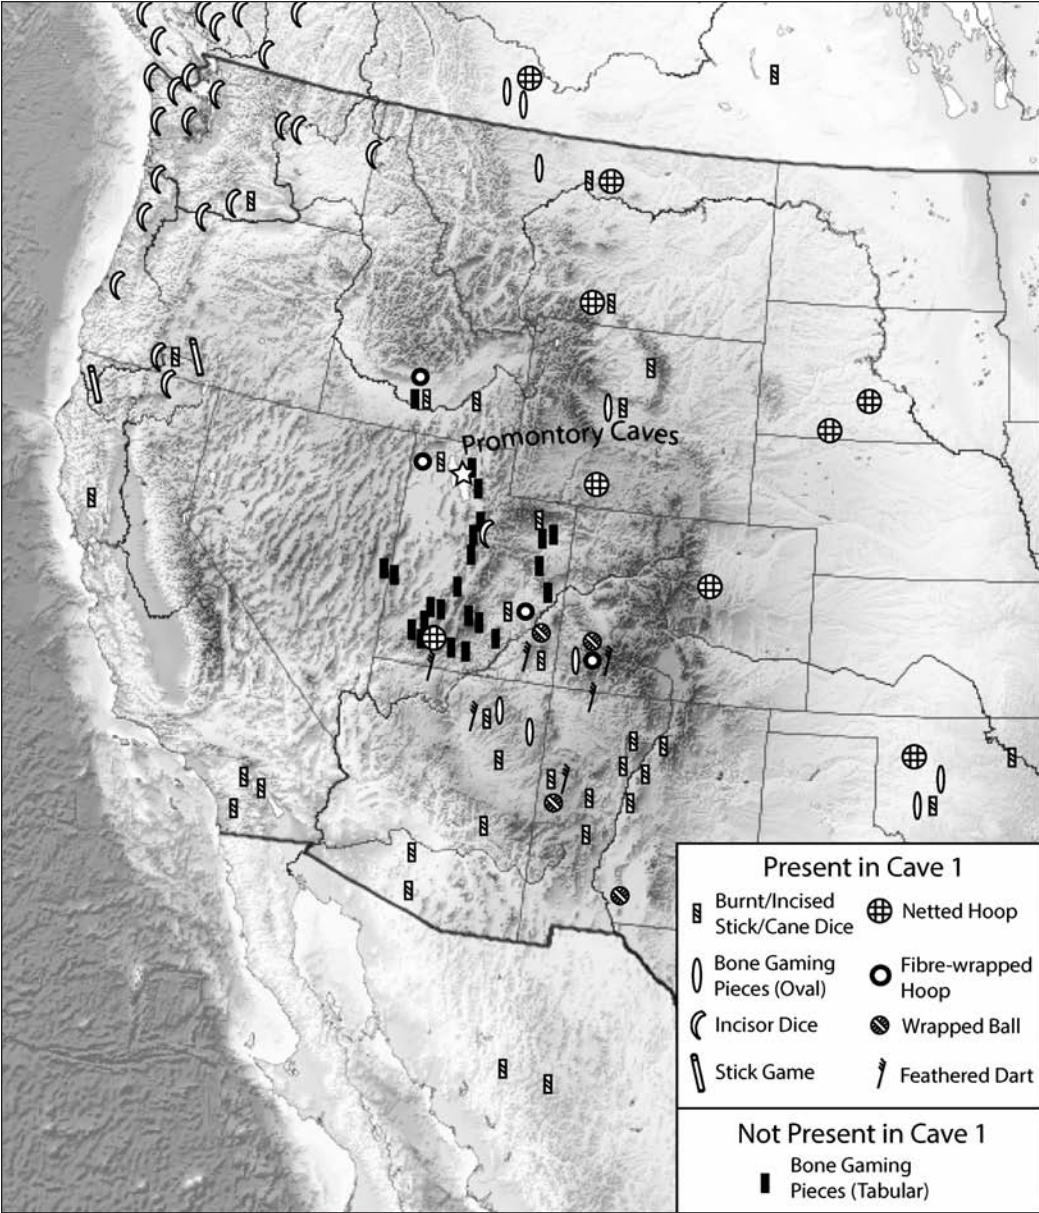 Promontory Caves
Present in Cave 1
Burnt/Incised
Stick/Cane Dice
Netted Hoop
Bone Gaming
Pieces (Oval)
Fibre-wrapped
Hoop
Incisor Dice
Wrapped Ball
Stick Game
Feathered Dart
Not Present in Cave 1
Bone Gaming
Pieces (Tabular)